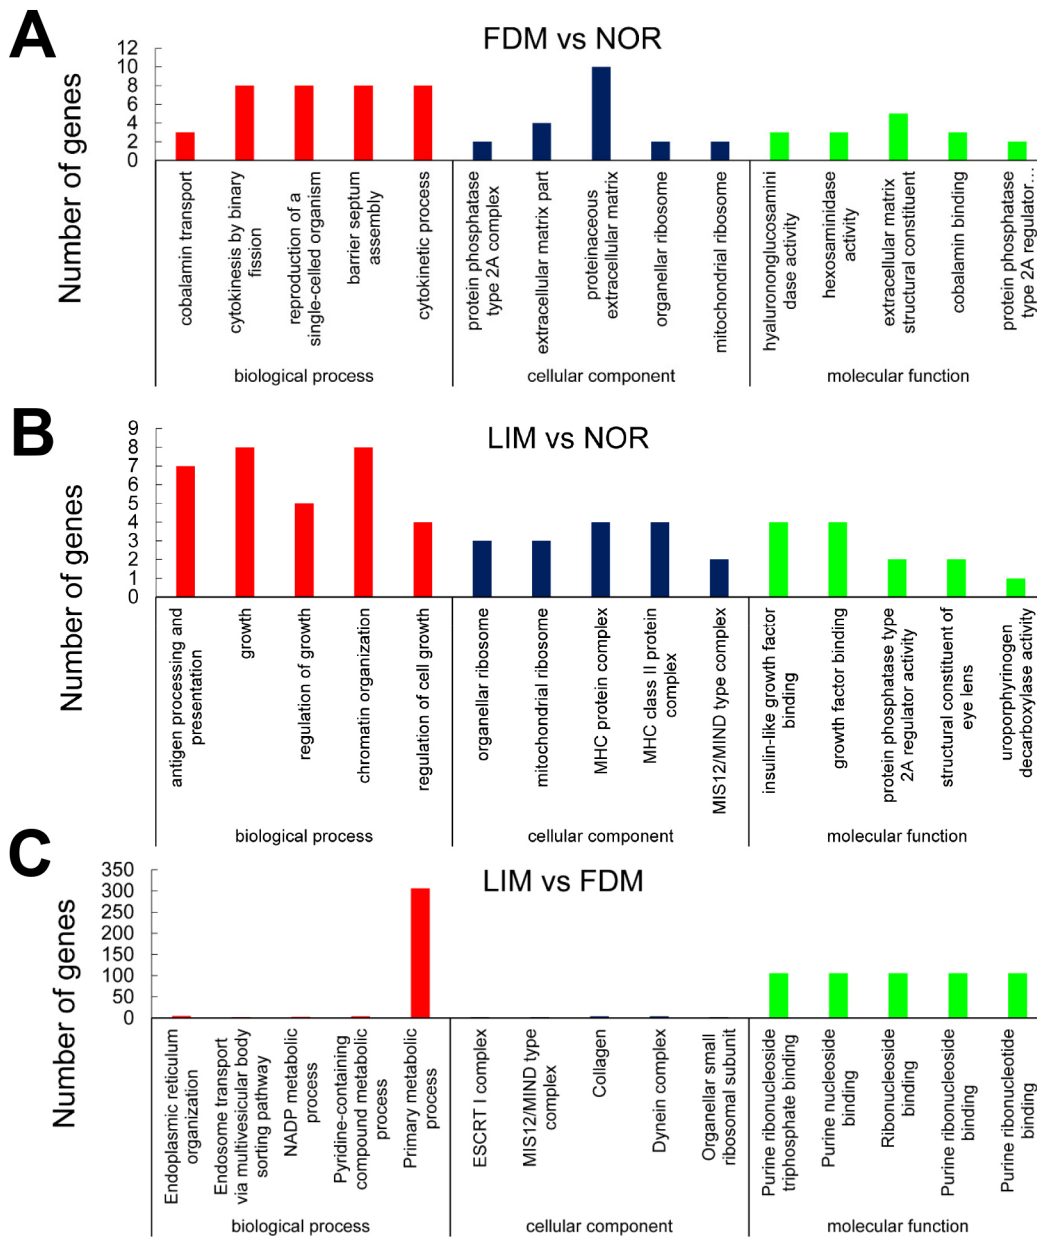 A
FDM vs NOR
Number of genes
12
10
8
6
4
2
0
cobalamin transport
cytokinesis by binary
fission
reproduction of a
single-celled organism
barrier septum
assembly
cytokinetic process
protein phosphatase
type 2A complex
extracellular matrix part
proteinaceous
extracellular matrix
organellar ribosome
mitochondrial ribosome
hyaluronglucosamini
dase activity
hexosaminidase
activity
extracellular matrix
structural constituent
cobalamin binding
protein phosphatase
type 2A regulator...
biological process
cellular component
molecular function
B
LIM vs NOR
Number of genes
9
8
7
6
5
4
3
2
1
0
antigen processing and
presentation
growth
regulation of growth
chromatin organization
regulation of cell growth
organellar ribosome
mitochondrial ribosome
MHC protein complex
MHC class II protein
complex
MIS12/MIND type complex
insulin-like growth factor
binding
growth factor binding
protein phosphatase type
2A regulator activity
structural constituent of
eye lens
uroporphyrinogen
decarboxylase activity
biological process
cellular component
molecular function
C
LIM vs FDM
Number of genes
350
300
250
200
150
100
50
0
Endoplasmic reticulum
organization
Endosome transport
via multivesicular body
sorting pathway
NADP metabolic
process
Pyridine-containing
compound metabolic
process
Primary metabolic
process
ESCRT I complex
MIS12/MIND type
complex
Collagen
Dynein complex
Organellar small
ribosomal subunit
Purine ribonucleoside
triphosphate binding
Purine nucleoside
binding
Ribonucleoside
binding
Purine ribonucleoside
binding
Purine ribonucleotide
binding
biological process
cellular component
molecular function